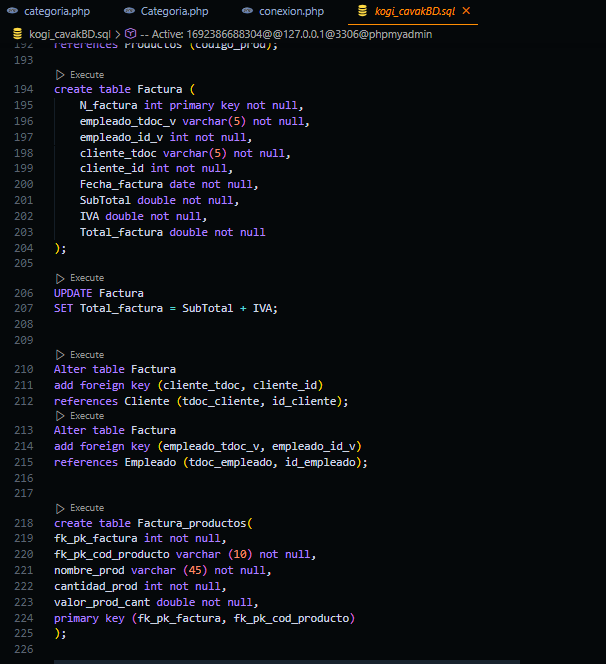 categoria.php Categoria.php conexion.php kogi_cavakBD.sql
kogi_cavakBD.sql > -- Active: 1692386688304@@127.0.0.1@3306@phpmyadmin
192 references Productos (codigo_prod);
193
Execute
194 create table Factura (
195 N_factura int primary key not null,
196 empleado_tdoc_v varchar(5) not null,
197 empleado_id_v int not null,
198 cliente_tdoc varchar(5) not null,
199 cliente_id int not null,
200 Fecha_factura date not null,
201 SubTotal double not null,
202 IVA double not null,
203 Total_factura double not null
204 );
205
Execute
206 UPDATE Factura
207 SET Total_factura = SubTotal + IVA;
208
209
Execute
210 Alter table Factura
211 add foreign key (cliente_tdoc, cliente_id)
212 references Cliente (tdoc_cliente, id_cliente);
Execute
213 Alter table Factura
214 add foreign key (empleado_tdoc_v, empleado_id_v)
215 references Empleado (tdoc_empleado, id_empleado);
216
217
Execute
218 create table Factura_productos(
219 fk_pk_factura int not null,
220 fk_pk_cod_producto varchar (10) not null,
221 nombre_prod varchar (45) not null,
222 cantidad_prod int not null,
223 valor_prod_cant double not null,
224 primary key (fk_pk_factura, fk_pk_cod_producto)
225 );
226